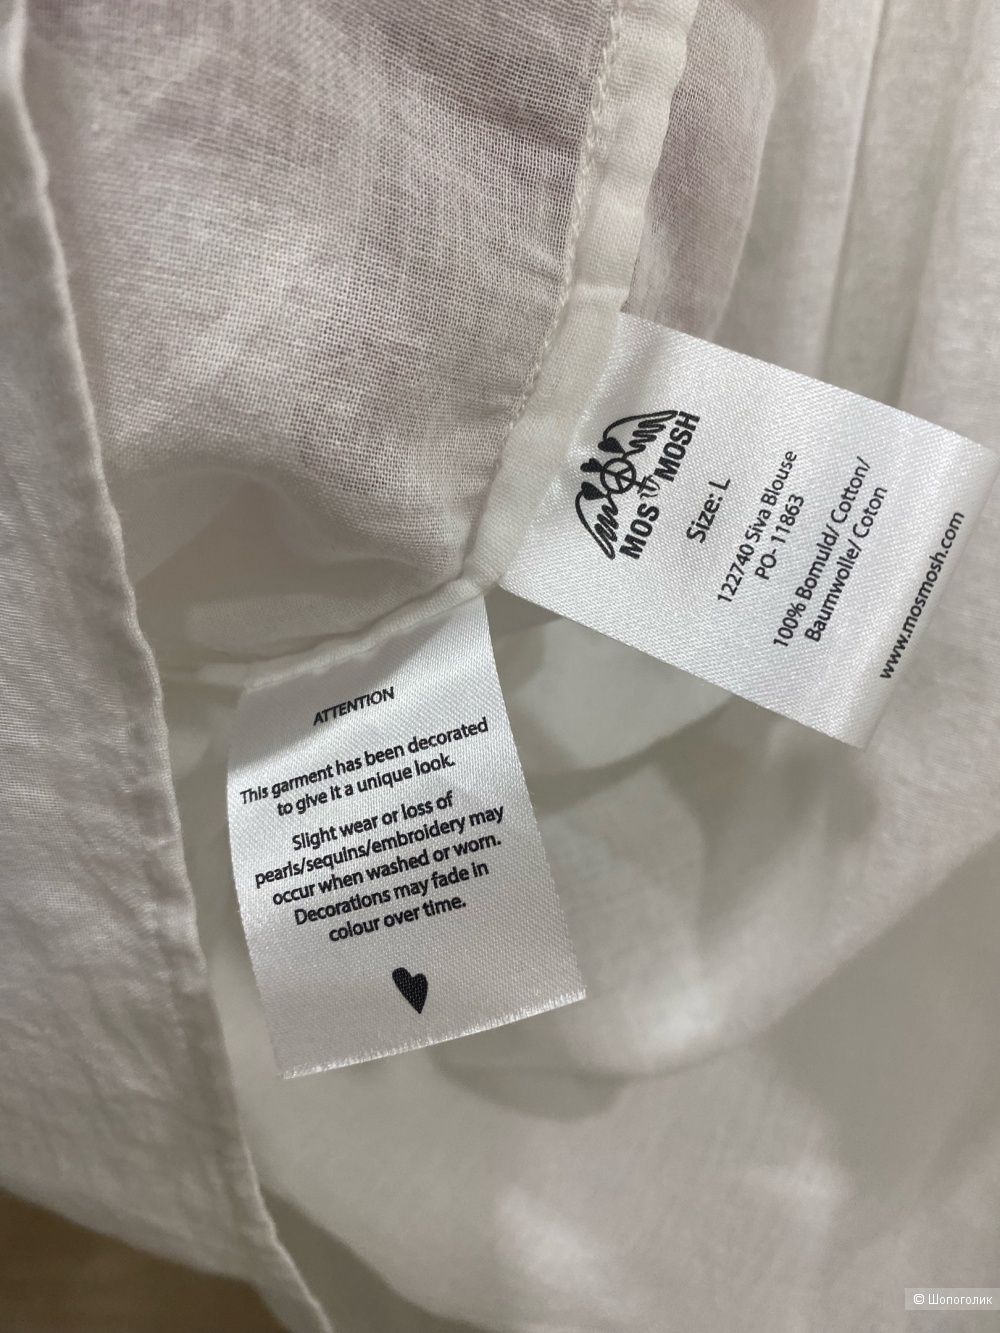 MOS MOSH
Size: L
122740 Siva Blouse
PO- 11863
100% Bomuld/ Cotton/
Baumwolle/ Coton
www.mosmosh.com
ATTENTION
This garment has been decorated
to give it a unique look.
Slight wear or loss of
pearls/sequins/embroidery may
occur when washed or worn.
Decorations may fade in
colour over time.
© Шопоголик